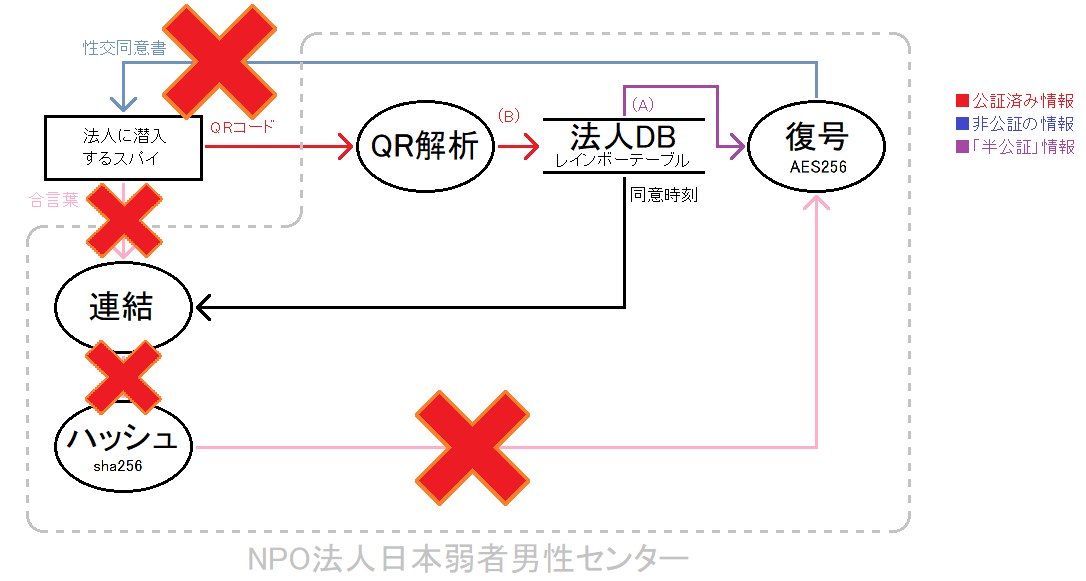 性交同意書
法人に潜入
するスパイ
QRコード
合言葉
QR解析
(B)
法人DB
レインボーテーブル
(A)
復号
AES256
同意時刻
連結
ハッシュ
sha256
公証済み情報
非公証の情報
「半公証」情報
NPO法人日本弱者男性センター